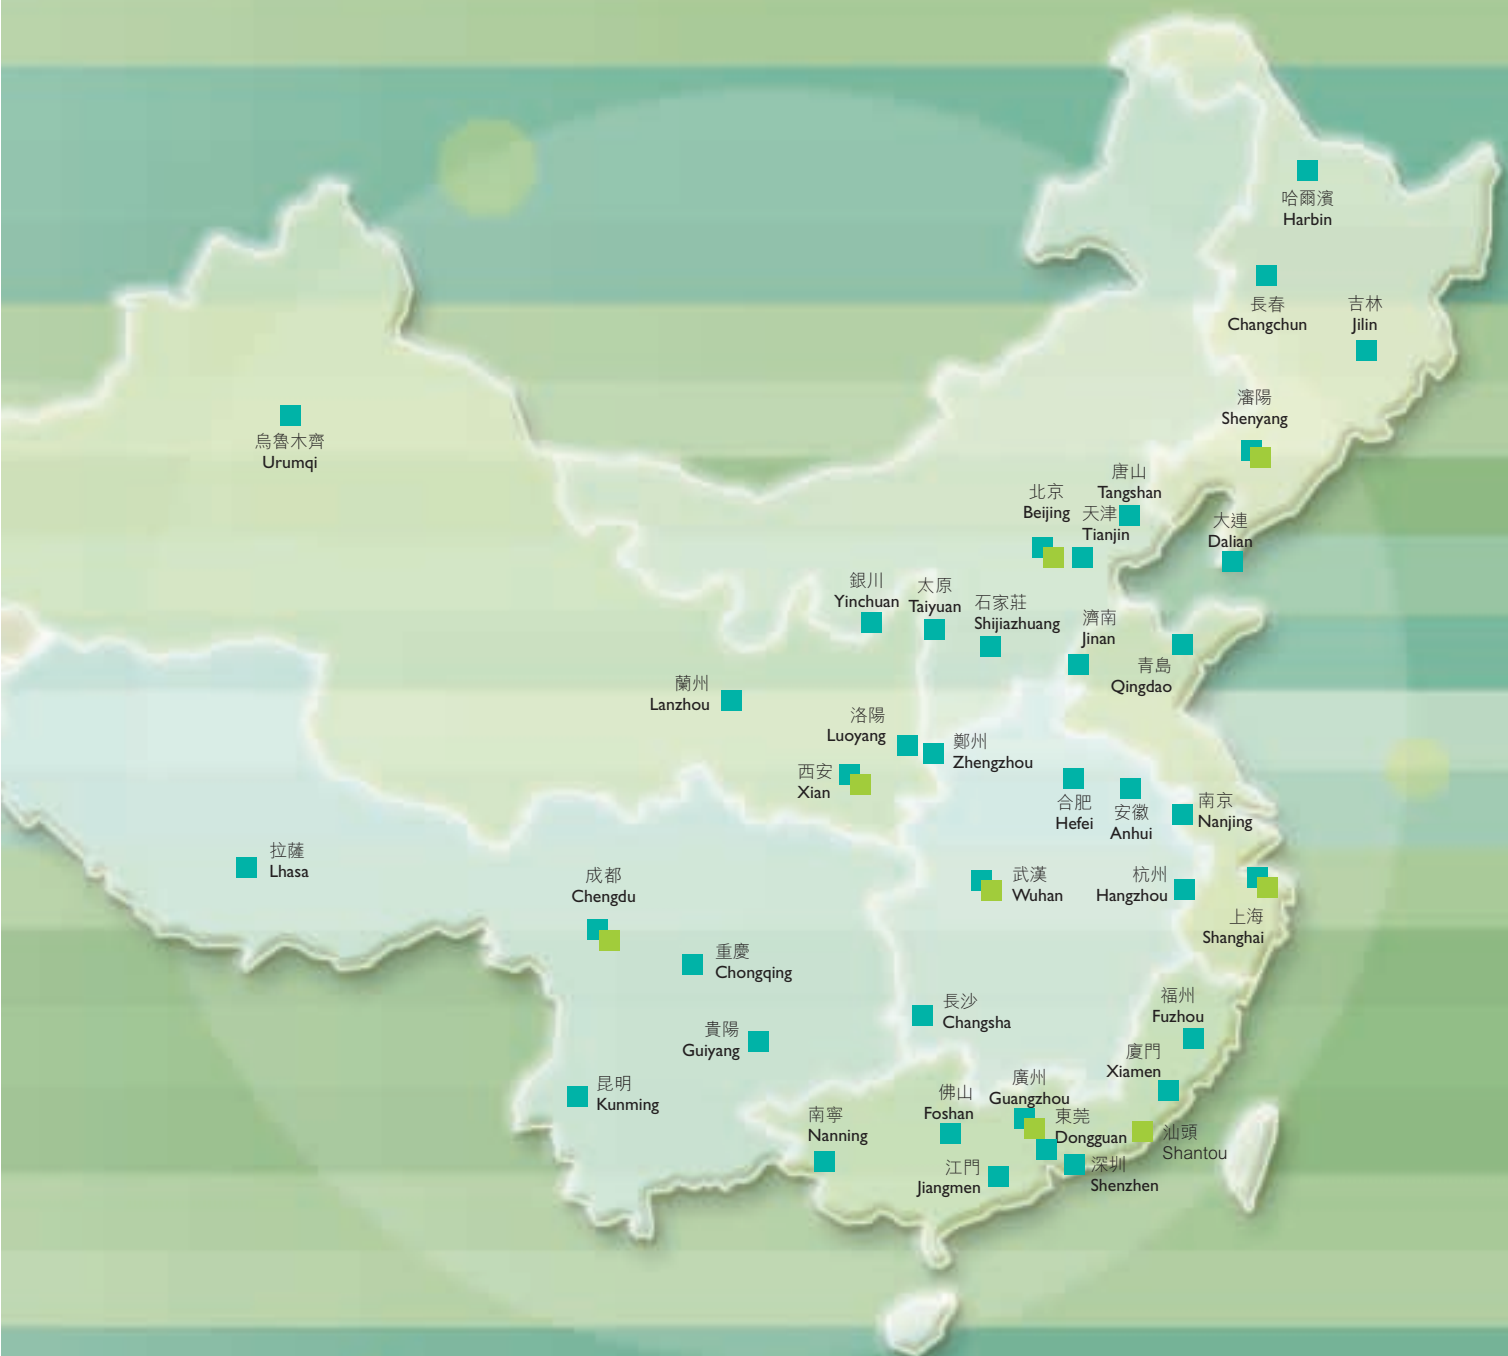 哈爾濱
Harbin
長春
Changchun
吉林
Jilin
瀋陽
Shenyang
烏魯木齊
Urumqi
唐山
Tangshan
北京
Beijing
天津
Tianjin
大連
Dalian
銀川
Yinchuan
太原
Taiyuan
石家莊
Shijiazhuang
濟南
Jinan
青島
Qingdao
蘭州
Lanzhou
洛陽
Luoyang
鄭州
Zhengzhou
西安
Xian
合肥
Hefei
安徽
Anhui
南京
Nanjing
拉薩
Lhasa
成都
Chengdu
武漢
Wuhan
杭州
Hangzhou
上海
Shanghai
重慶
Chongqing
長沙
Changsha
福州
Fuzhou
貴陽
Guiyang
廈門
Xiamen
昆明
Kunming
廣州
Guangzhou
佛山
Foshan
南寧
Nanning
東莞
Dongguan
汕頭
Shantou
江門
Jiangmen
深圳
Shenzhen